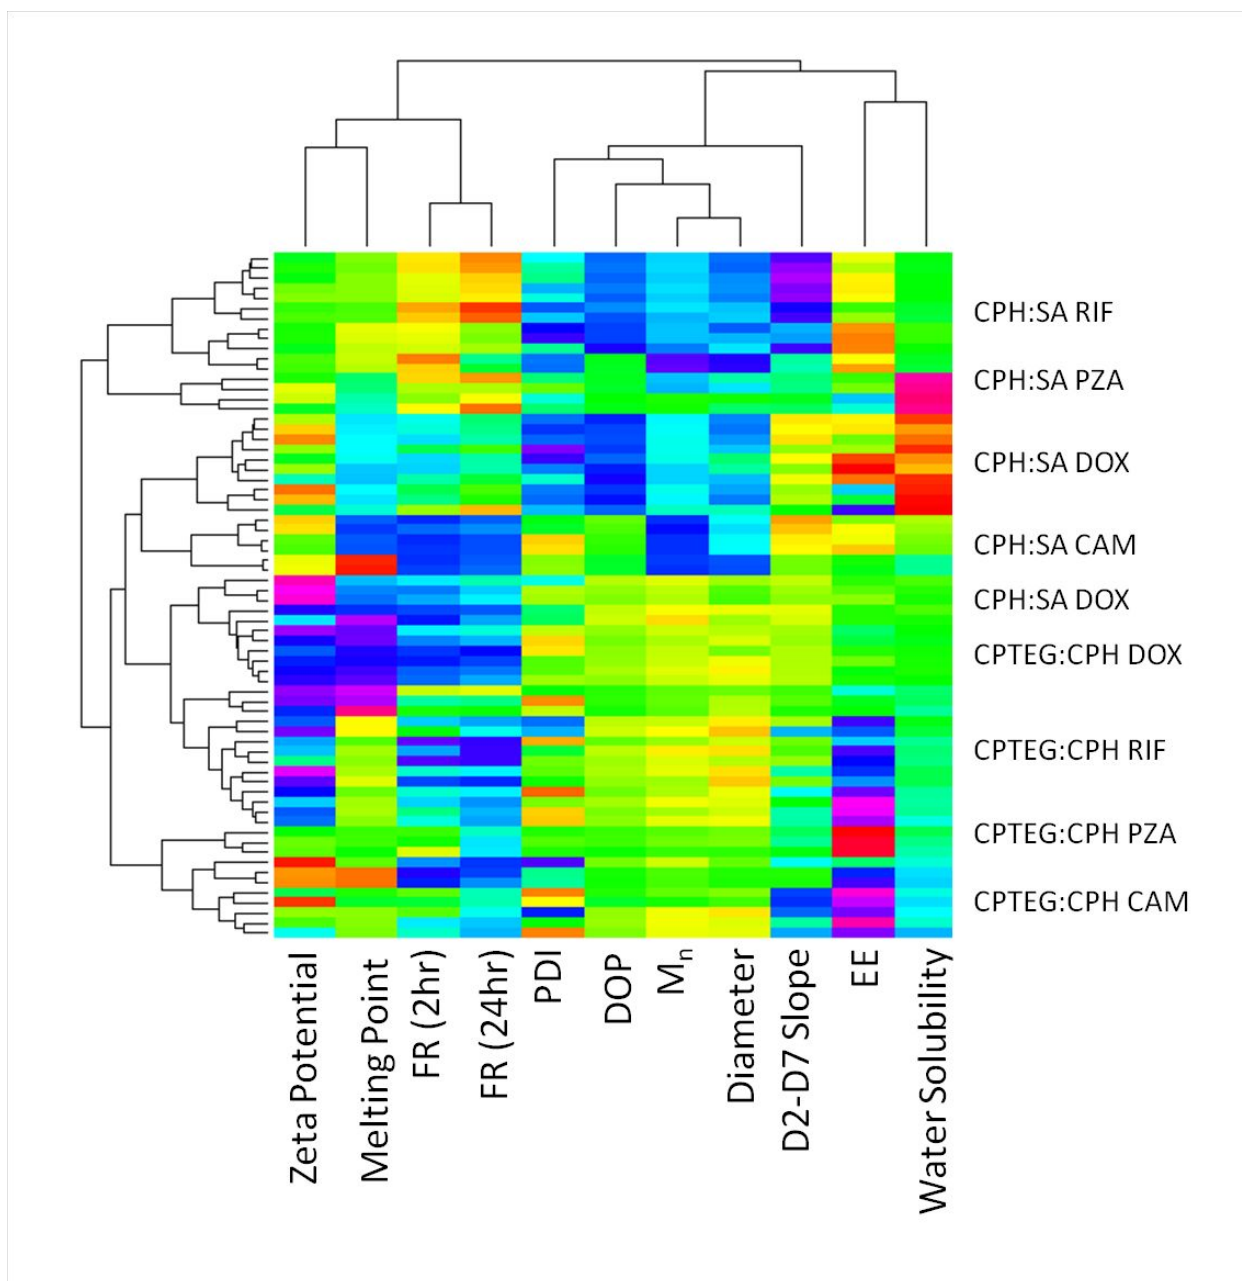 CPH:SA RIF
CPH:SA PZA
CPH:SA DOX
CPH:SA CAM
CPH:SA DOX
CPTEG:CPH DOX
CPTEG:CPH RIF
CPTEG:CPH PZA
CPTEG:CPH CAM
Zeta Potential
Melting Point
FR (2hr)
FR (24hr)
PDI
DOP
Mn
Diameter
D2-D7 Slope
EE
Water Solubility